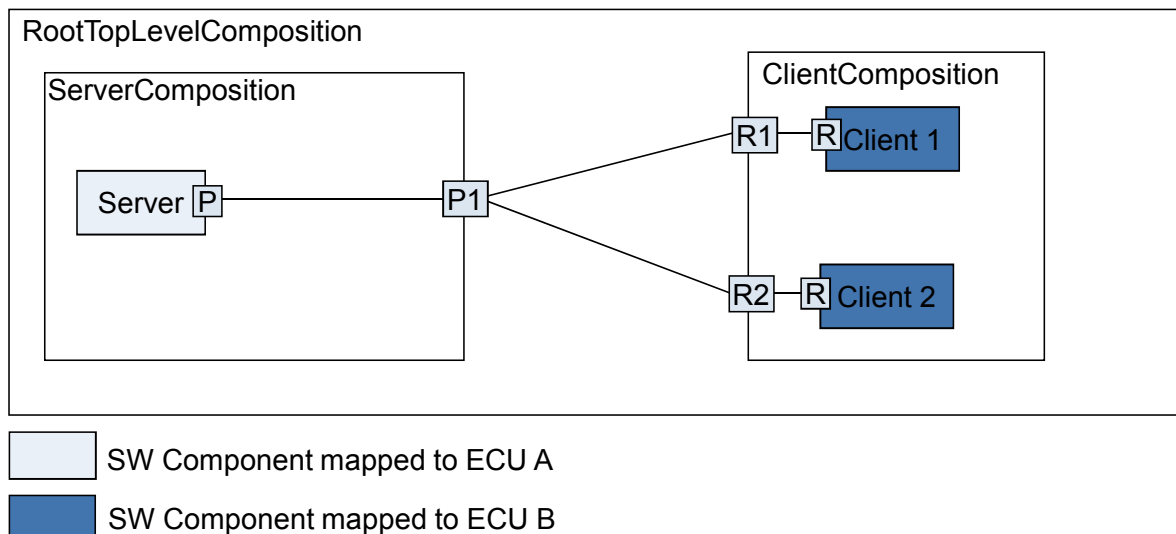 RootTopLevelComposition
ServerComposition
ClientComposition
R1
R
Client 1
Server
P
P1
R2
R
Client 2
SW Component mapped to ECU A
SW Component mapped to ECU B